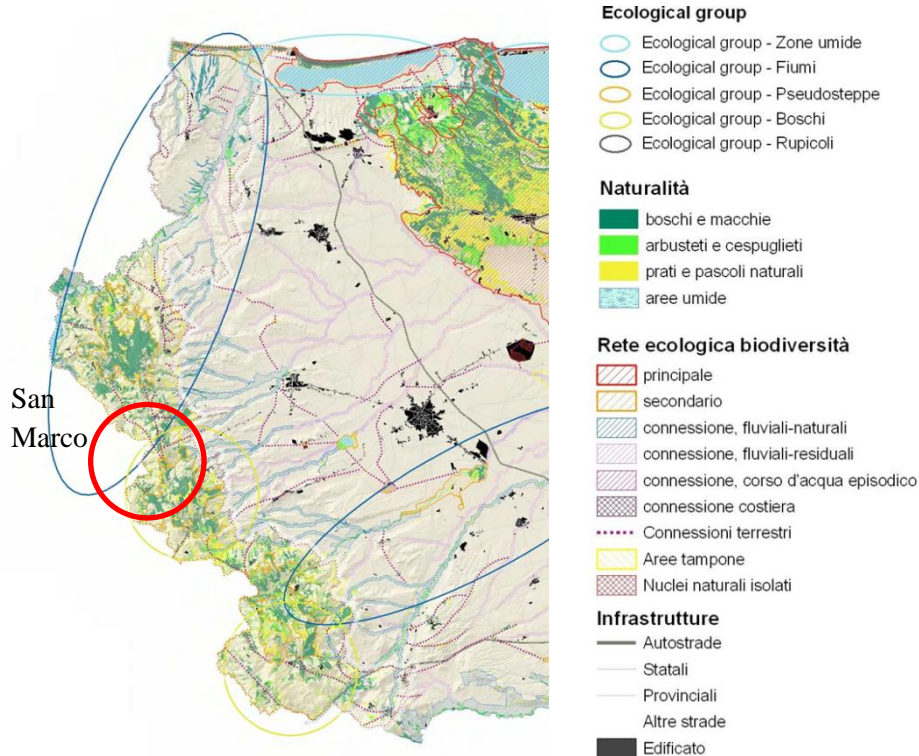 San
Marco
Ecological group
Ecological group - Zone umide
Ecological group - Fiumi
Ecological group - Pseudosteppe
Ecological group - Boschi
Ecological group - Rupicoli
Naturalità
boschi e macchie
arbusteti e cespuglieti
prati e pascoli naturali
aree umide
Rete ecologica biodiversità
principale
secondario
connessione, fluviali-naturali
connessione, fluviali-residuali
connessione, corso d'acqua episodico
connessione costiera
Connessioni terrestri
Aree tampone
Nuclei naturali isolati
Infrastrutture
Autostrade
Statali
Provinciali
Altre strade
Edificato